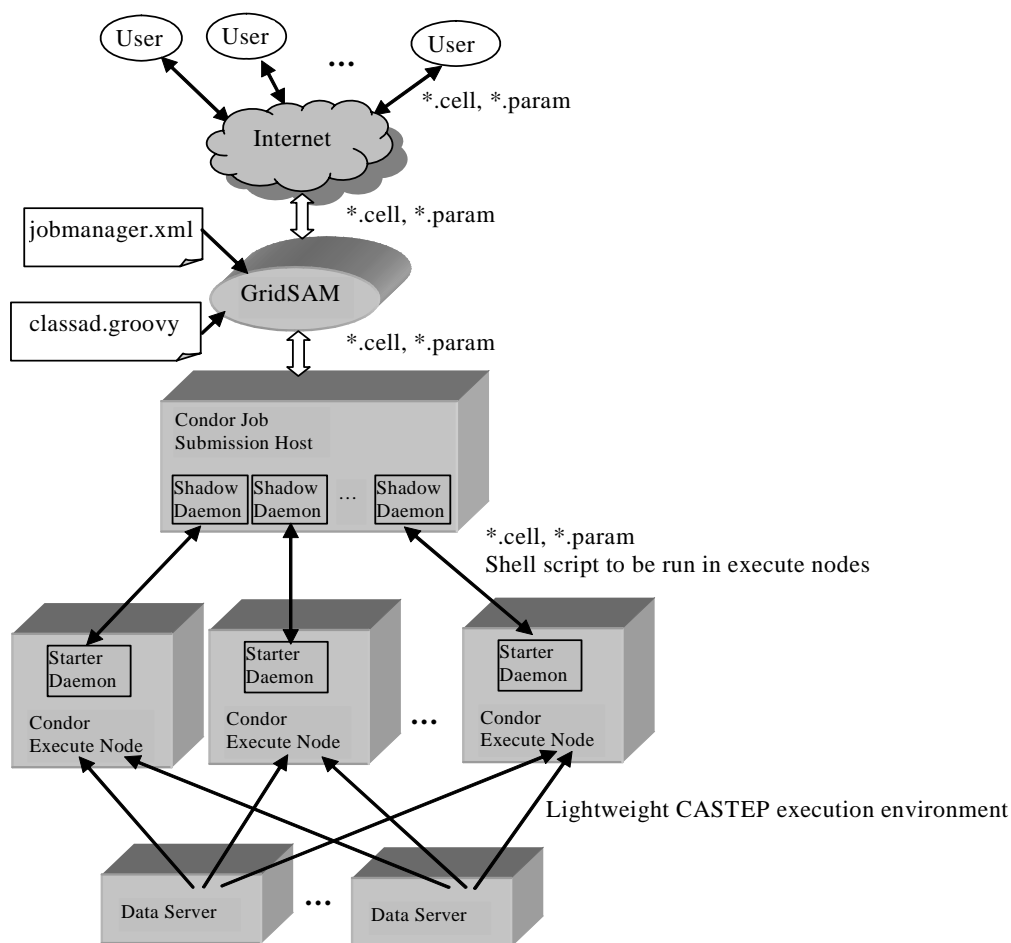 User
User
User
...
*.cell, *.param
Internet
*.cell, *.param
jobmanager.xml
GridSAM
classad.groovy
*.cell, *.param
Condor Job
Submission Host
Shadow
Daemon
Shadow
Daemon
...
Shadow
Daemon
*.cell, *.param
Shell script to be run in execute nodes
Starter
Daemon
Starter
Daemon
Starter
Daemon
Condor
Execute Node
Condor
Execute Node
...
Condor
Execute Node
Lightweight CASTEP execution environment
Data Server
...
Data Server